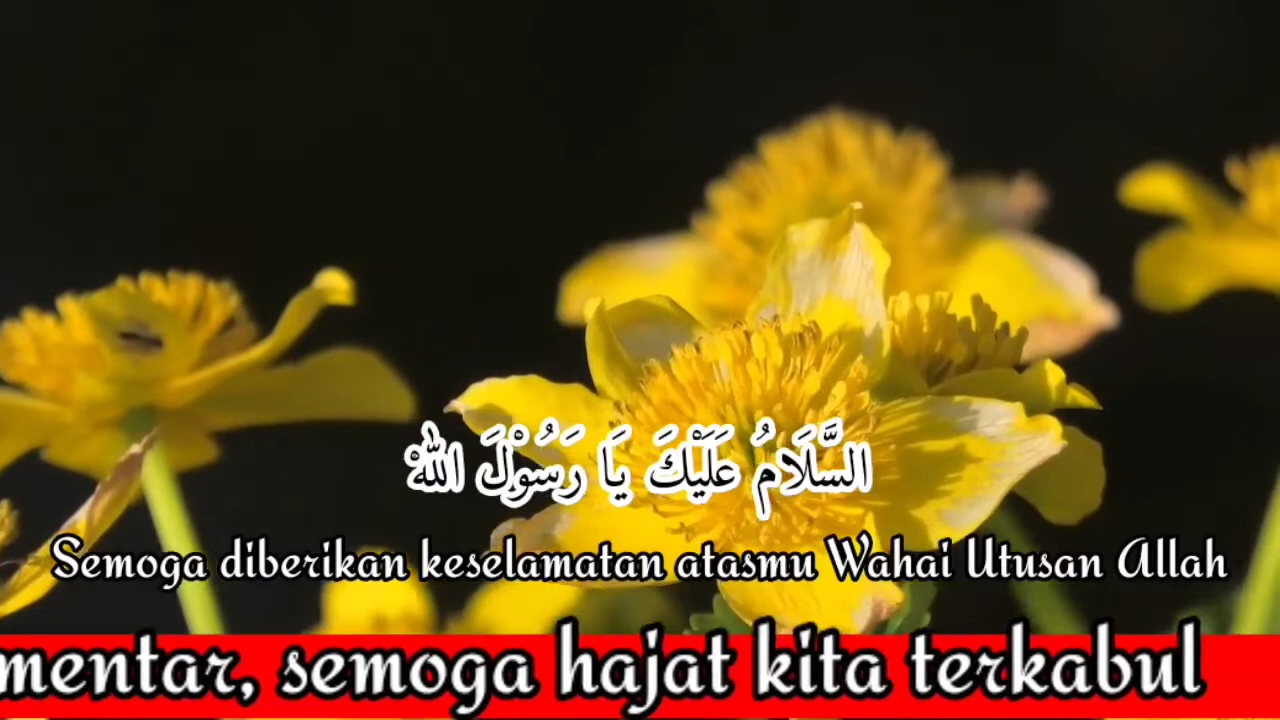 السَّلَامُ عَلَيْكَ يَا رَسُوْلَ اللهْ
Semoga diberikan keselamatan atasmu Wahai Utusan Allah
mentar, semoga hajat kita terkabul